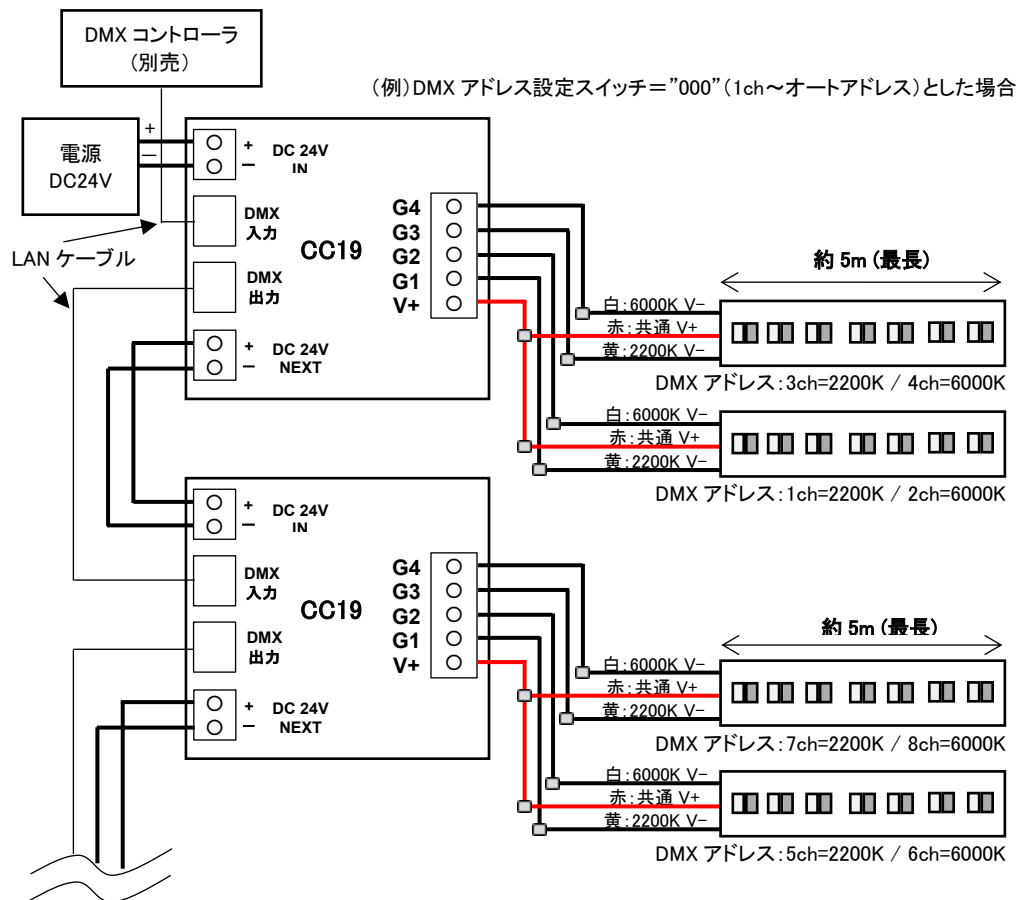 DMX コントローラ
(別売)
(例)DMX アドレス設定スイッチ="000"(1ch~オートアドレス)とした場合
電源
DC24V
+
-
+ DC 24V
- IN
DMX
入力
LAN ケーブル
DMX
出力
CC19
+ DC 24V
- NEXT
G4
G3
G2
G1
V+
約 5m (最長)
白:6000K V-
赤:共通 V+
黄:2200K V-
DMX アドレス:3ch=2200K / 4ch=6000K
白:6000K V-
赤:共通 V+
黄:2200K V-
DMX アドレス:1ch=2200K / 2ch=6000K
+ DC 24V
- IN
DMX
入力
CC19
DMX
出力
+ DC 24V
- NEXT
G4
G3
G2
G1
V+
約 5m (最長)
白:6000K V-
赤:共通 V+
黄:2200K V-
DMX アドレス:7ch=2200K / 8ch=6000K
白:6000K V-
赤:共通 V+
黄:2200K V-
DMX アドレス:5ch=2200K / 6ch=6000K